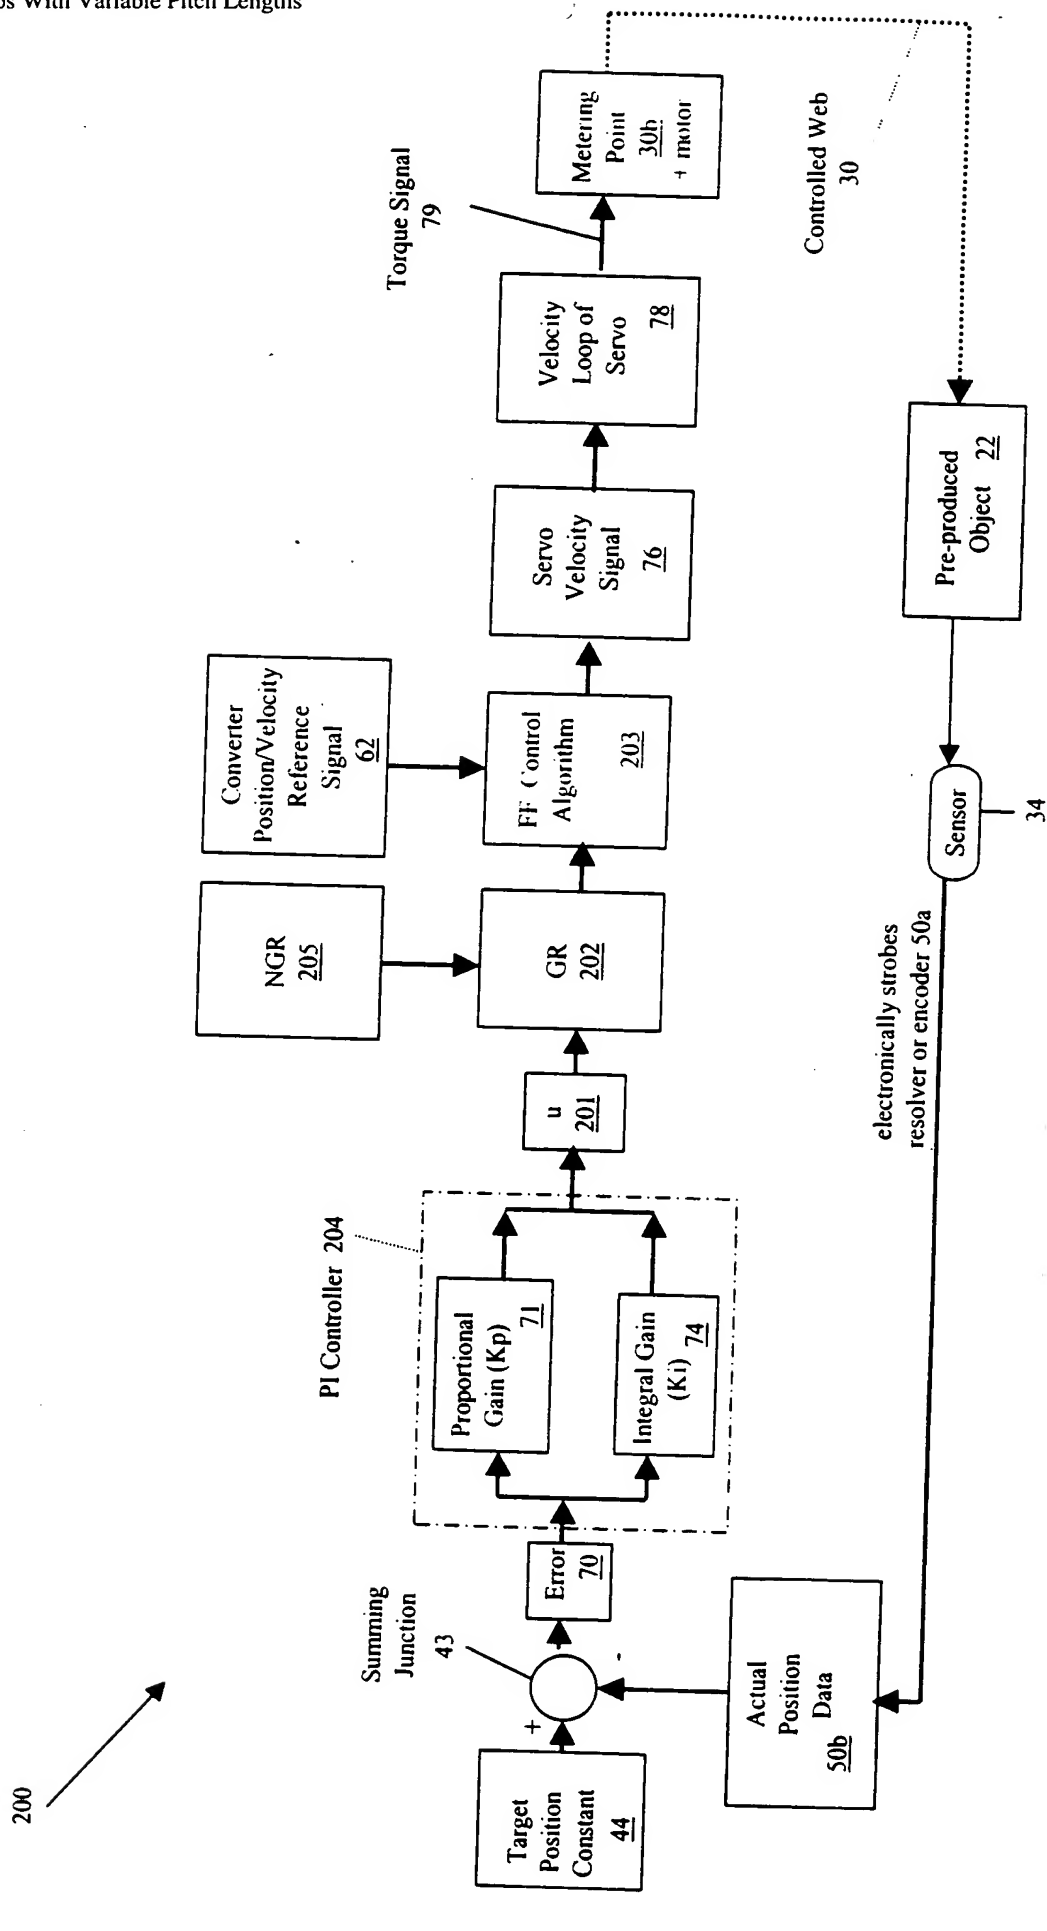 With Variable Pitch Lengths
200
Target
Position
Constant
44
+
-
Summing
Junction
43
Error
70
Actual
Position
Data
50b
PI Controller 204
Proportional
Gain (Kp)
71
Integral Gain
(Ki)
74
u
201
NGR
205
GR
202
Converter
Position/Velocity
Reference
Signal
62
FF Control
Algorithm
203
Servo
Velocity
Signal
76
Velocity
Loop of
Servo
78
Torque Signal
79
Metering
Point
30b
+ motor
Controlled Web
30
Pre-produced
Object 22
Sensor
34
electronically strobes
resolver or encoder 50a